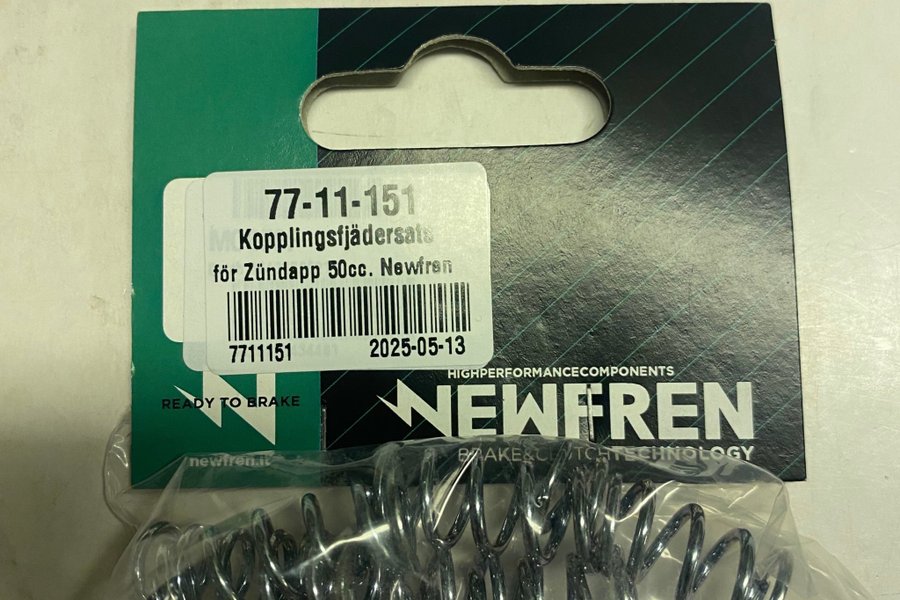 77-11-151
Kopplingsfjädersats
för Zündapp 50cc. Newfren
7711151 2025-05-13
HIGHPERFORMANCECOMPONENTS
READY TO BRAKE
NEWFREN
BRAKE&CLUTCHTECHNOLOGY
newfren.it